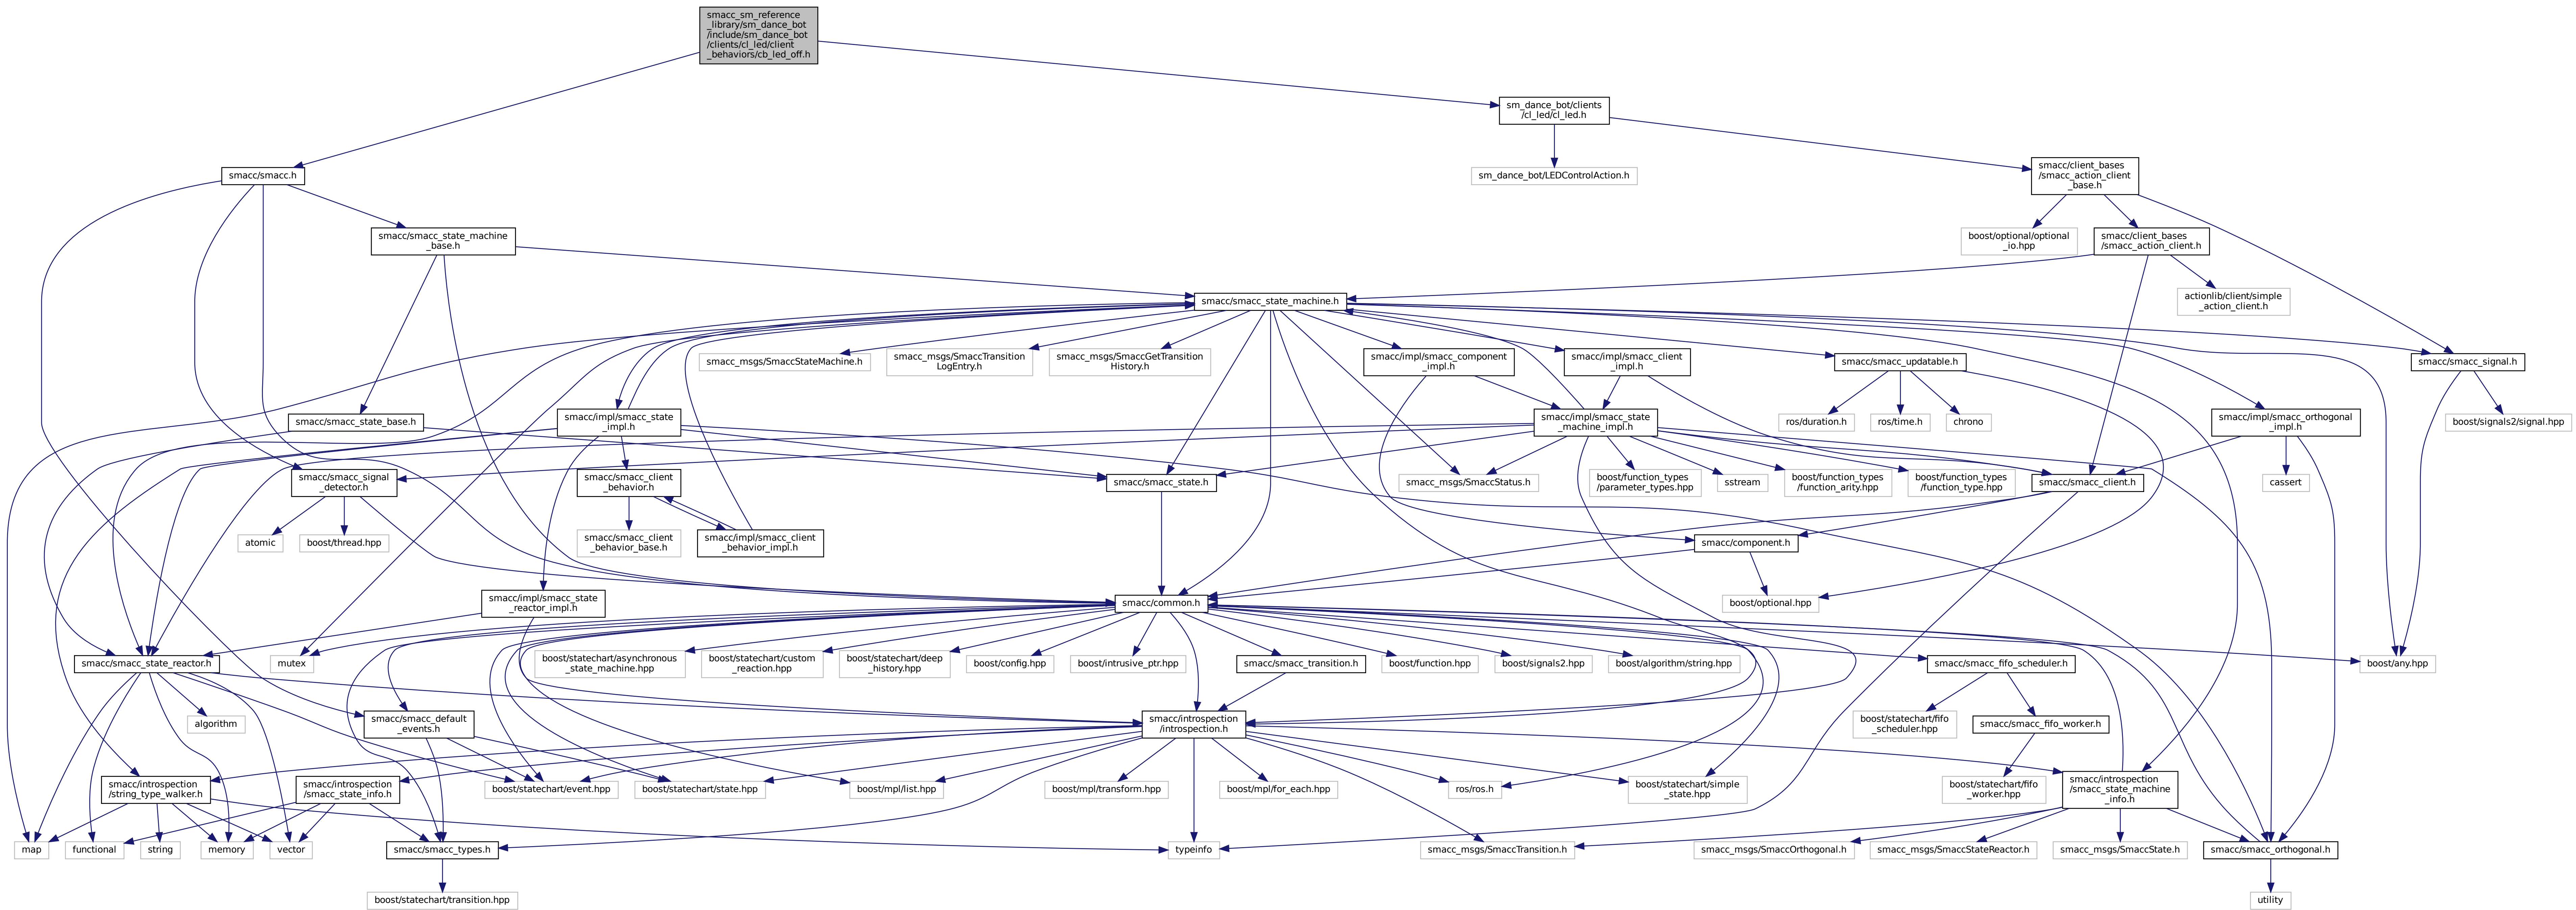 smacc_sm_reference
_library/sm_dance_bot
/include/sm_dance_bot
/clients/cl_led/client
_behaviors/cb_led_off.h
sm_dance_bot/clients
/cl_led/cl_led.h
smacc/smacc.h
sm_dance_bot/LEDControlAction.h
smacc/client_bases
/smacc_action_client
_base.h
smacc/smacc_state_machine
_base.h
boost/optional/optional
_io.hpp
smacc/client_bases
/smacc_action_client.h
smacc/smacc_state_machine.h
actionlib/client/simple
_action_client.h
smacc_msgs/SmaccStateMachine.h
smacc_msgs/SmaccTransition
LogEntry.h
smacc_msgs/SmaccGetTransition
History.h
smacc/impl/smacc_component
_impl.h
smacc/impl/smacc_client
_impl.h
smacc/smacc_updatable.h
smacc/smacc_signal.h
smacc/smacc_state_base.h
smacc/impl/smacc_state
_impl.h
smacc/impl/smacc_state
_machine_impl.h
ros/duration.h
ros/time.h
chrono
smacc/impl/smacc_orthogonal
_impl.h
boost/signals2/signal.hpp
smacc/smacc_signal
_detector.h
smacc/smacc_client
_behavior.h
smacc/smacc_state.h
smacc_msgs/SmaccStatus.h
boost/function_types
/parameter_types.hpp
sstream
boost/function_types
/function_arity.hpp
boost/function_types
/function_type.hpp
smacc/smacc_client.h
cassert
atomic
boost/thread.hpp
smacc/smacc_client
_behavior_base.h
smacc/impl/smacc_client
_behavior_impl.h
smacc/component.h
smacc/impl/smacc_state
_reactor_impl.h
smacc/common.h
boost/optional.hpp
smacc/smacc_state_reactor.h
mutex
boost/statechart/asynchronous
_state_machine.hpp
boost/statechart/custom
_reaction.hpp
boost/statechart/deep
_history.hpp
boost/config.hpp
boost/intrusive_ptr.hpp
smacc/smacc_transition.h
boost/function.hpp
boost/signals2.hpp
boost/algorithm/string.hpp
smacc/smacc_fifo_scheduler.h
boost/any.hpp
algorithm
smacc/smacc_default
_events.h
smacc/introspection
/introspection.h
boost/statechart/fifo
_scheduler.hpp
smacc/smacc_fifo_worker.h
smacc/introspection
/string_type_walker.h
smacc/introspection
/smacc_state_info.h
boost/statechart/event.hpp
boost/statechart/state.hpp
boost/mpl/list.hpp
boost/mpl/transform.hpp
boost/mpl/for_each.hpp
ros/ros.h
boost/statechart/simple
_state.hpp
boost/statechart/fifo
_worker.hpp
smacc/introspection
/smacc_state_machine
_info.h
map
functional
string
memory
vector
smacc/smacc_types.h
typeinfo
smacc_msgs/SmaccTransition.h
smacc_msgs/SmaccOrthogonal.h
smacc_msgs/SmaccStateReactor.h
smacc_msgs/SmaccState.h
smacc/smacc_orthogonal.h
boost/statechart/transition.hpp
utility